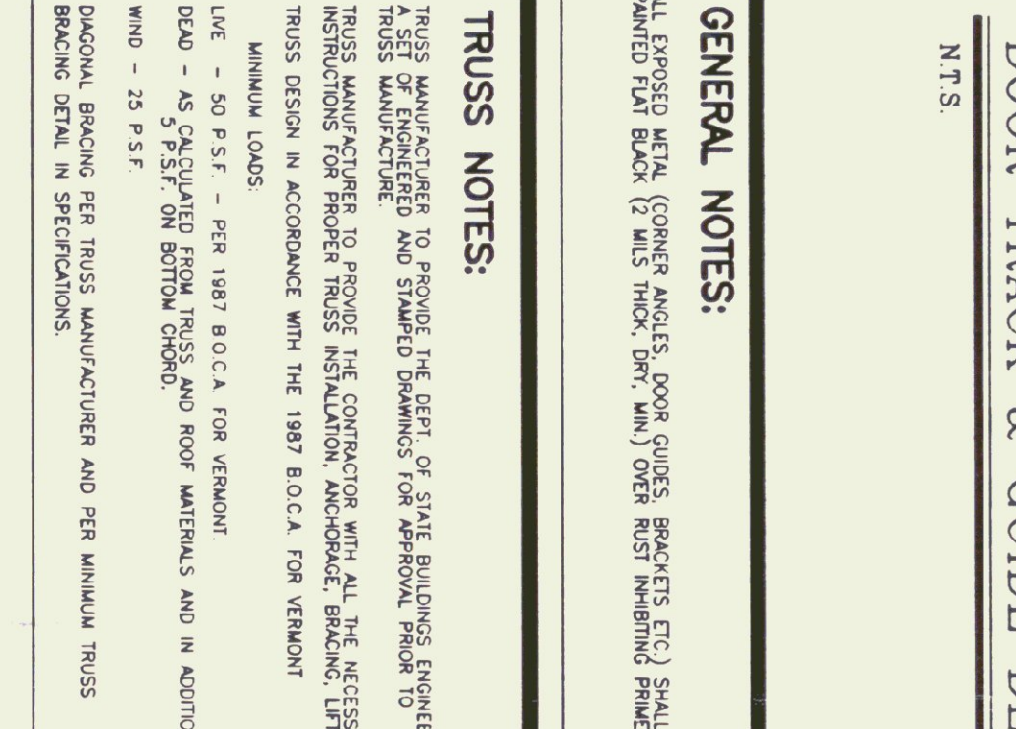 DOOR TRACK & GUIDE DE
N.T.S.
GENERAL NOTES:
ALL EXPOSED METAL (CORNER ANGLES, DOOR GUIDES, BRACKETS ETC.) SHALL
PAINTED FLAT BLACK (2 MILS THICK, DRY, MIN.) OVER RUST INHIBITING PRIME
TRUSS NOTES:
TRUSS MANUFACTURER TO PROVIDE THE DEPT. OF STATE BUILDINGS ENGINEE
A SET OF ENGINEERED AND STAMPED DRAWINGS FOR APPROVAL PRIOR TO
TRUSS MANUFACTURE.
TRUSS MANUFACTURER TO PROVIDE THE CONTRACTOR WITH ALL THE NECESS
INSTRUCTIONS FOR PROPER TRUSS INSTALLATION, ANCHORAGE, BRACING, LIFT
TRUSS DESIGN IN ACCORDANCE WITH THE 1987 B.O.C.A. FOR VERMONT
MINIMUM LOADS:
LIVE - 50 P.S.F. - PER 1987 B.O.C.A. FOR VERMONT.
DEAD - AS CALCULATED FROM TRUSS AND ROOF MATERIALS AND IN ADDITIO
5 P.S.F. ON BOTTOM CHORD.
WIND - 25 P.S.F.
DIAGONAL BRACING PER TRUSS MANUFACTURER AND PER MINIMUM TRUSS
BRACING DETAIL IN SPECIFICATIONS.